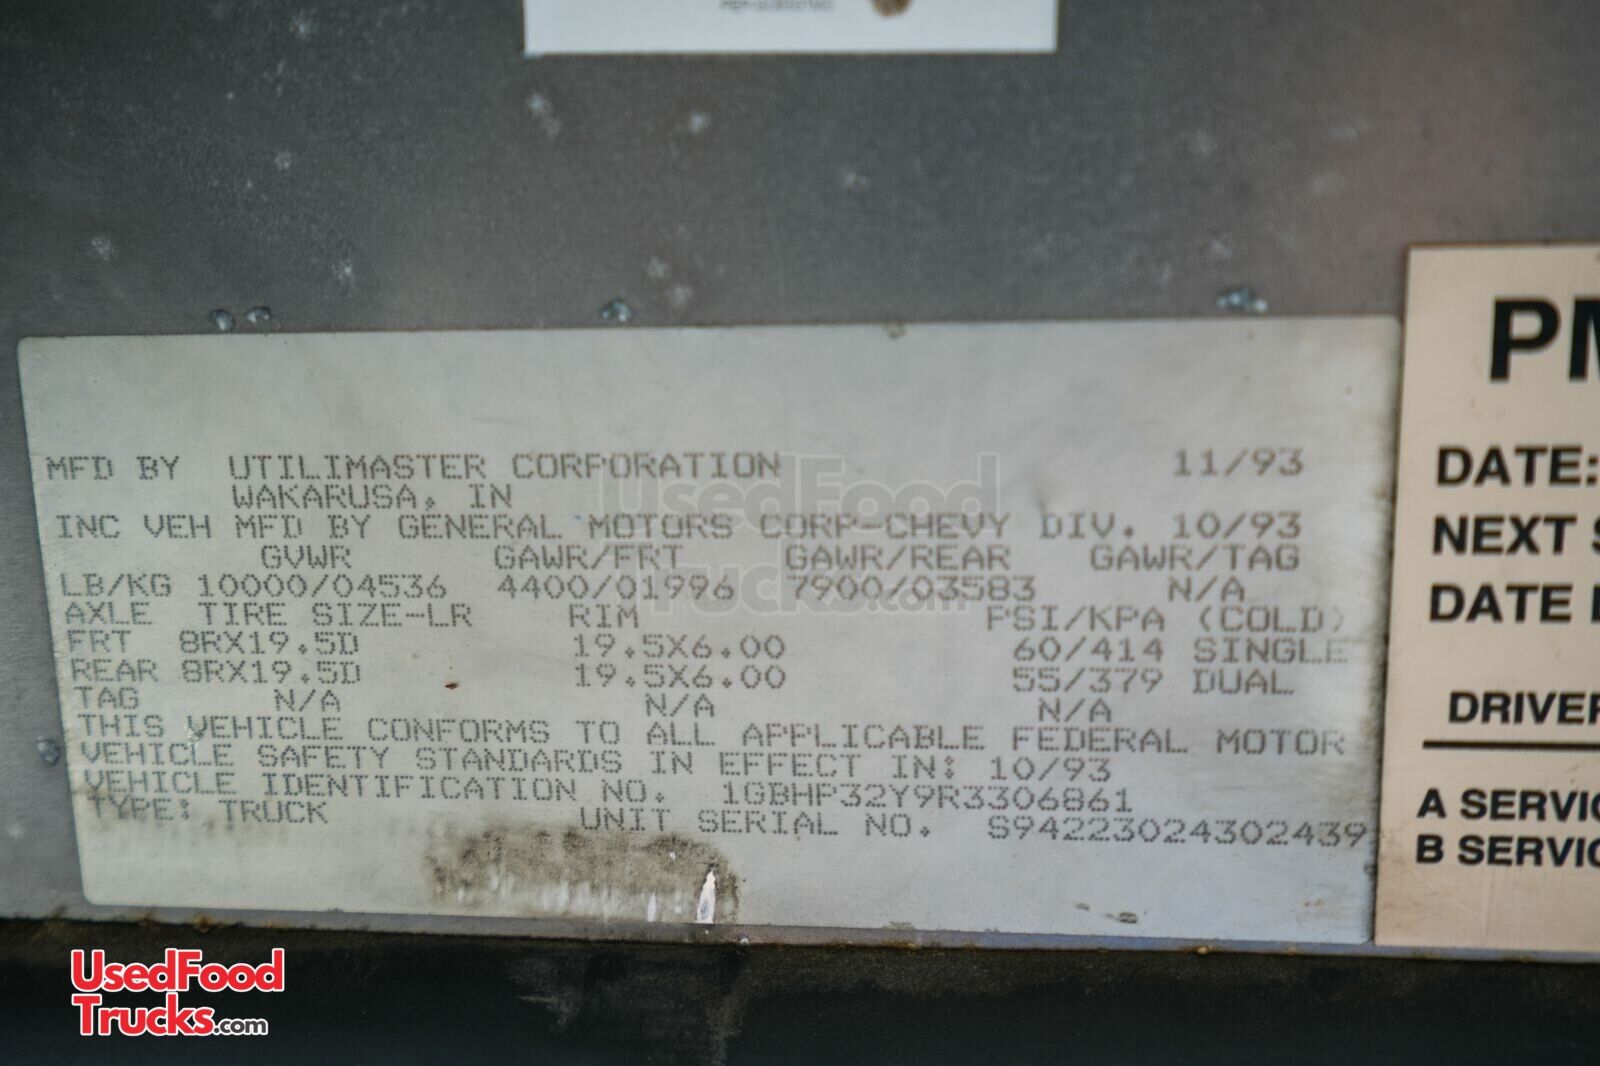 MFD BY UTILIMASTER CORPORATION 11/93
WAKARUSA, IN
INC VEH MFD BY GENERAL MOTORS CORP-CHEVY DIV. 10/93
GVWR GAWR/FRT GAWR/REAR GAWR/TAG
LB/KG 10000/04536 4400/01996 7900/03583 N/A
AXLE TIRE SIZE-LR RIM PSI/KPA (COLD)
FRT 8RX19.5D 19.5X6.00 60/414 SINGLE
REAR 8RX19.5D 19.5X6.00 55/379 DUAL
TAG N/A N/A N/A
THIS VEHICLE CONFORMS TO ALL APPLICABLE FEDERAL MOTOR
VEHICLE SAFETY STANDARDS IN EFFECT IN: 10/93
VEHICLE IDENTIFICATION NO. 1GBHP32Y9R3306861
TYPE: TRUCK UNIT SERIAL NO. S94223024302439
PM
DATE:
NEXT S
DATE
DRIVER
A SERVIC
B SERVIC
UsedFood
Trucks.com
UsedFood
Trucks.com